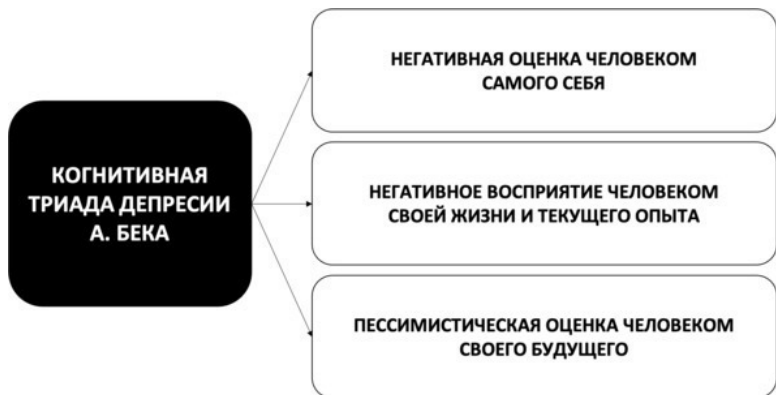 КОГНИТИВНАЯ
ТРИАДА ДЕПРЕСИИ
А. БЕКА
НЕГАТИВНАЯ ОЦЕНКА ЧЕЛОВЕКОМ
САМОГО СЕБЯ
НЕГАТИВНОЕ ВОСПРИЯТИЕ ЧЕЛОВЕКОМ
СВОЕЙ ЖИЗНИ И ТЕКУЩЕГО ОПЫТА
ПЕССИМИСТИЧЕСКАЯ ОЦЕНКА ЧЕЛОВЕКОМ
СВОЕГО БУДУЩЕГО